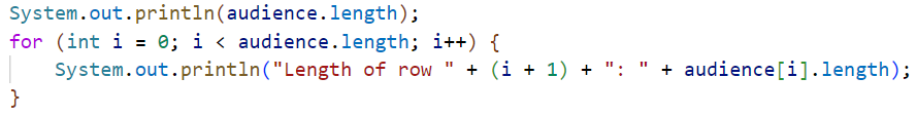 System.out.println(audience.length);
for (int i = 0; i < audience.length; i++) {
    System.out.println("Length of row " + (i + 1) + ": " + audience[i].length);
}